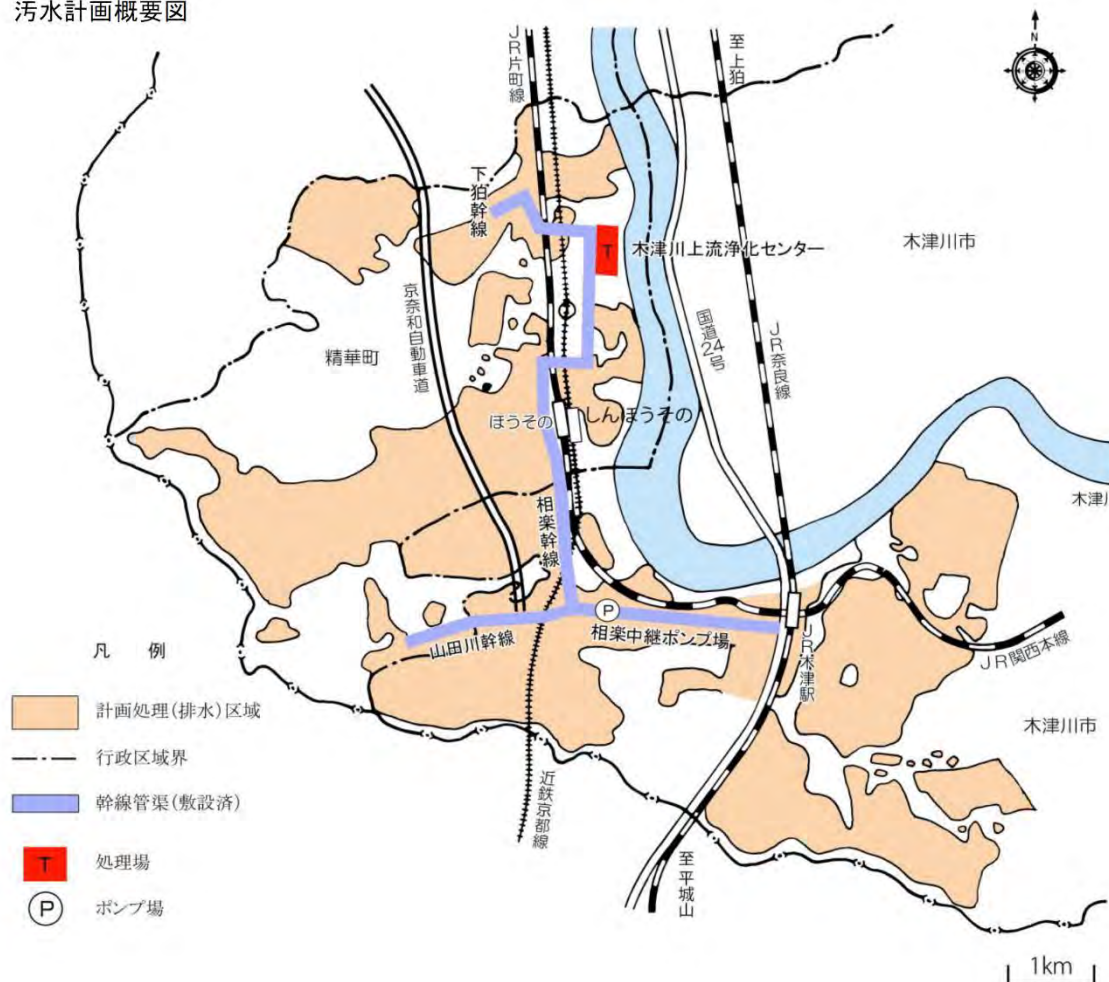 汚水計画概要図
N
JR片町線
至上狛
下狛幹線
T
木津川上流浄化センター
木津川市
京奈和自動車道
精華町
国道24号
JR奈良線
ほうその
しんほうその
相楽幹線
木津川
P
山田川幹線
相楽中継ポンプ場
JR木津駅
JR関西本線
木津川市
近鉄京都線
至平城山
凡 例
計画処理(排水)区域
行政区域界
幹線管渠(敷設済)
T
処理場
P
ポンプ場
1km